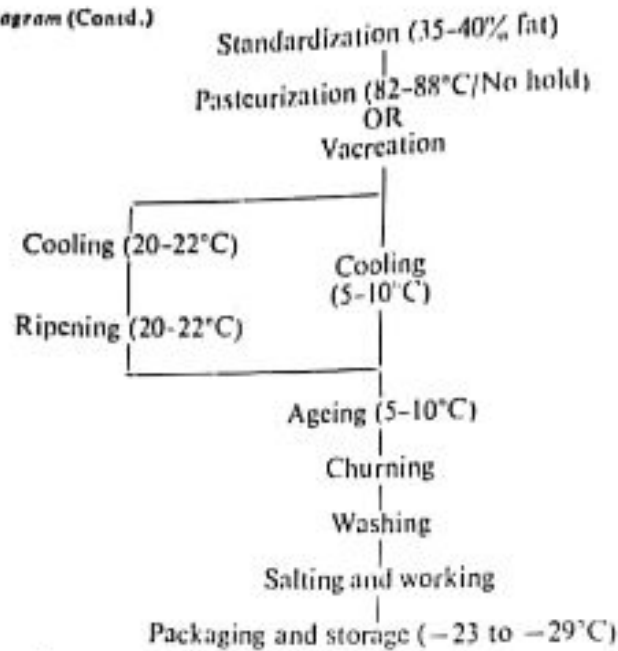 agram (Contd.)
Standardization (35-40% fat)
Pasteurization (82-88°C/No hold)
OR
Vacreation
Cooling (20-22°C)
Cooling
(5-10°C)
Ripening (20-22°C)
Ageing (5-10°C)
Churning
Washing
Salting and working
Packaging and storage (−23 to −29°C)